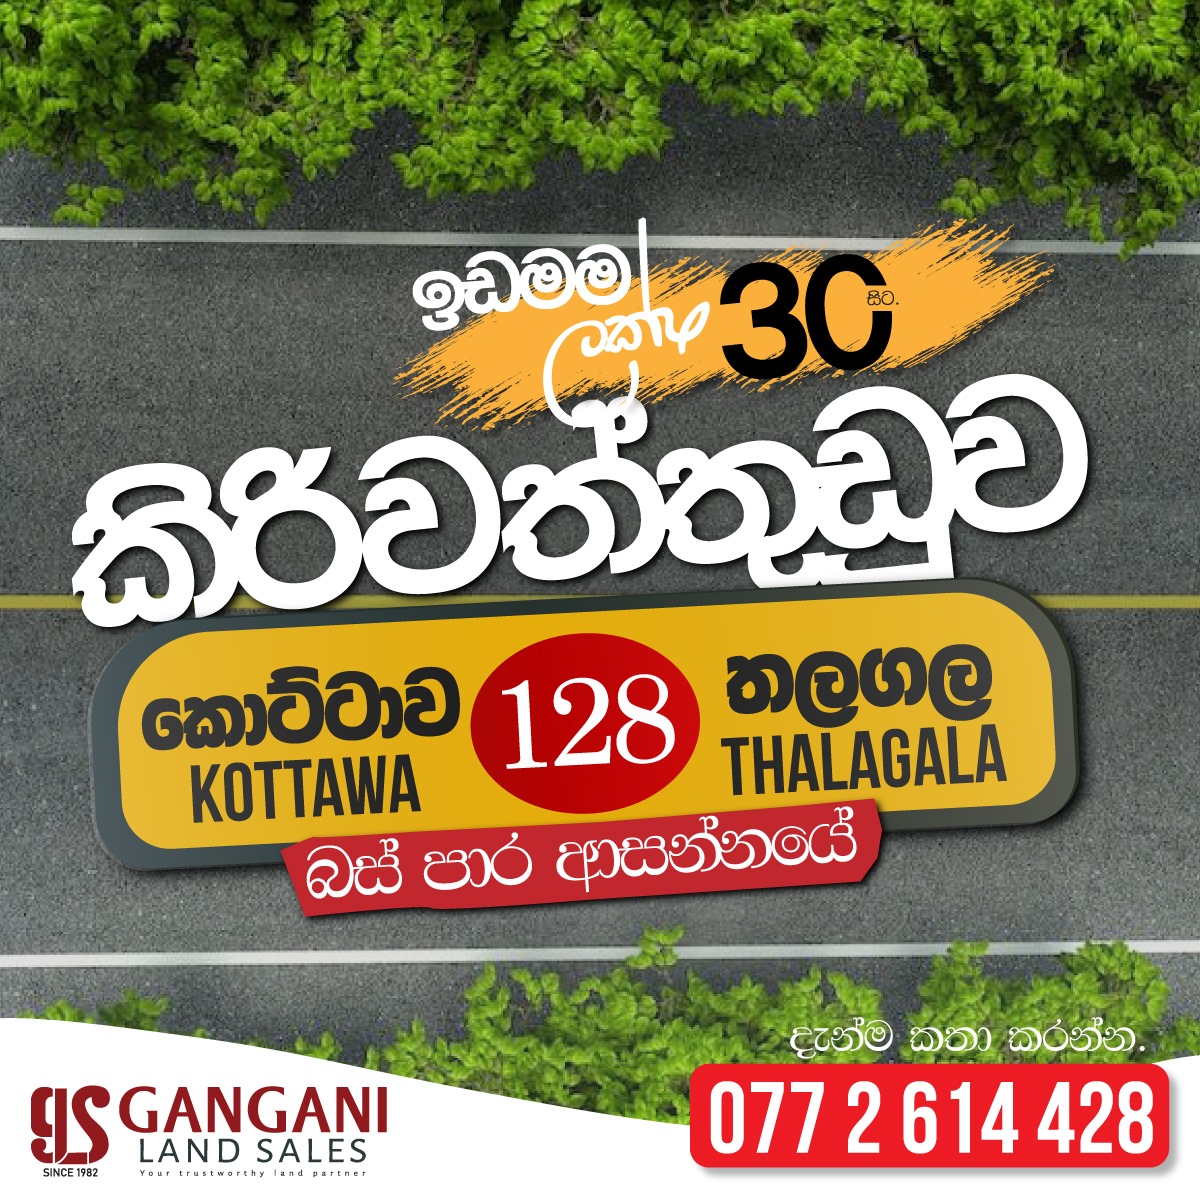 ඉඩමම
ලක්ෂ 30 සිට.
කිරිවත්තුඩුව
කොට්ටාව 128 තලගල
KOTTAWA THALAGALA
බස් පාර ආසන්නයේ
දැන්ම කතා කරන්න.
077 2 614 428
gls GANGANI
LAND SALES
SINCE 1982 Your trustworthy land partner